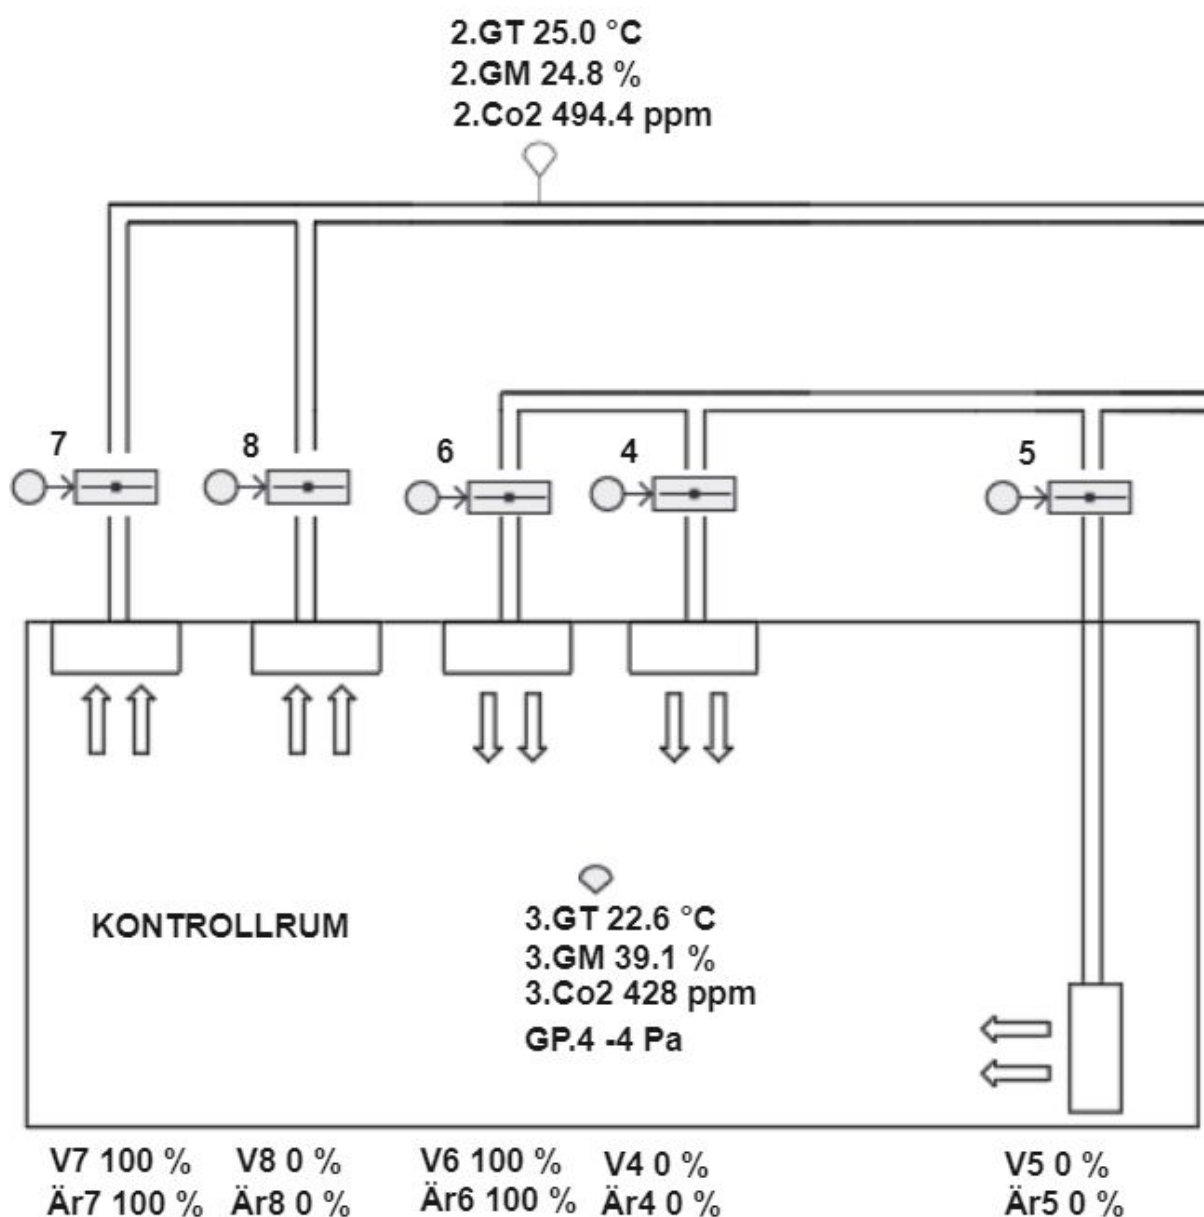 2.GT 25.0 °C
2.GM 24.8 %
2.Co2 494.4 ppm
7
8
6
4
5
KONTROLLRUM
3.GT 22.6 °C
3.GM 39.1 %
3.Co2 428 ppm
GP.4 -4 Pa
V7 100 %
Är7 100 %
V8 0 %
Är8 0 %
V6 100 %
Är6 100 %
V4 0 %
Är4 0 %
V5 0 %
Är5 0 %